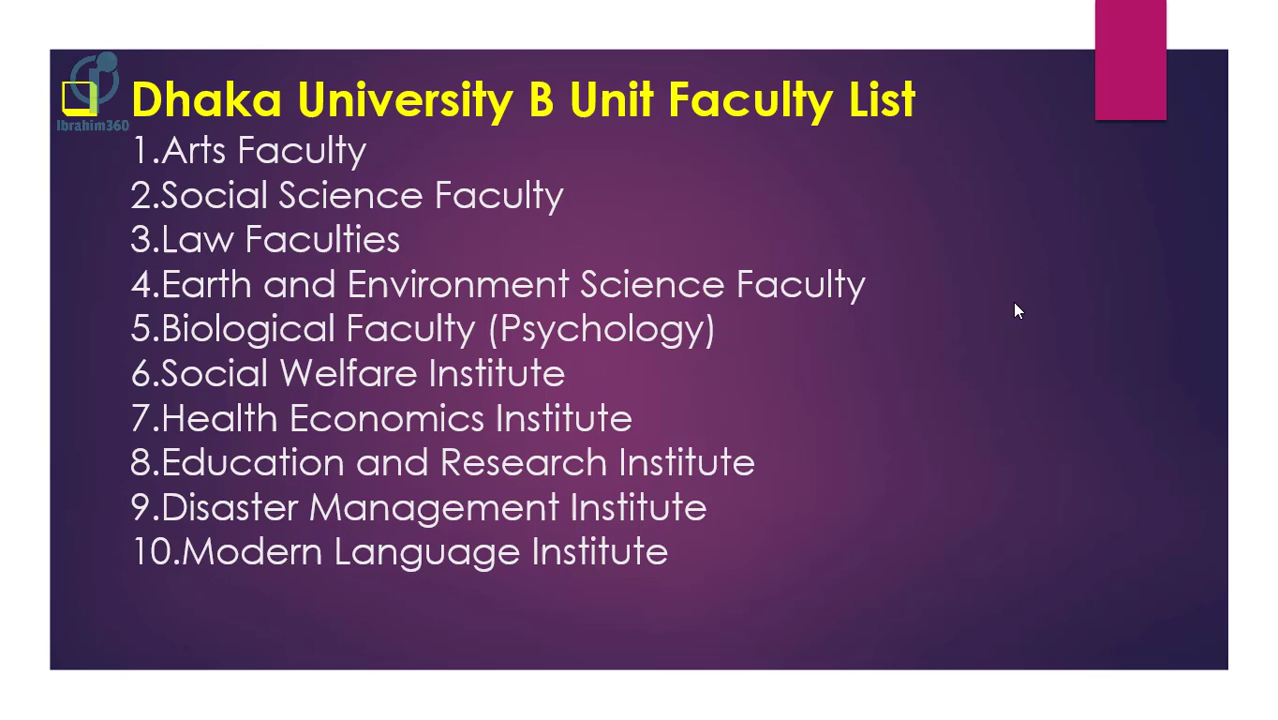 Dhaka University B Unit Faculty List
Ibrahim360
1.Arts Faculty
2.Social Science Faculty
3.Law Faculties
4.Earth and Environment Science Faculty
5.Biological Faculty (Psychology)
6.Social Welfare Institute
7.Health Economics Institute
8.Education and Research Institute
9.Disaster Management Institute
10.Modern Language Institute